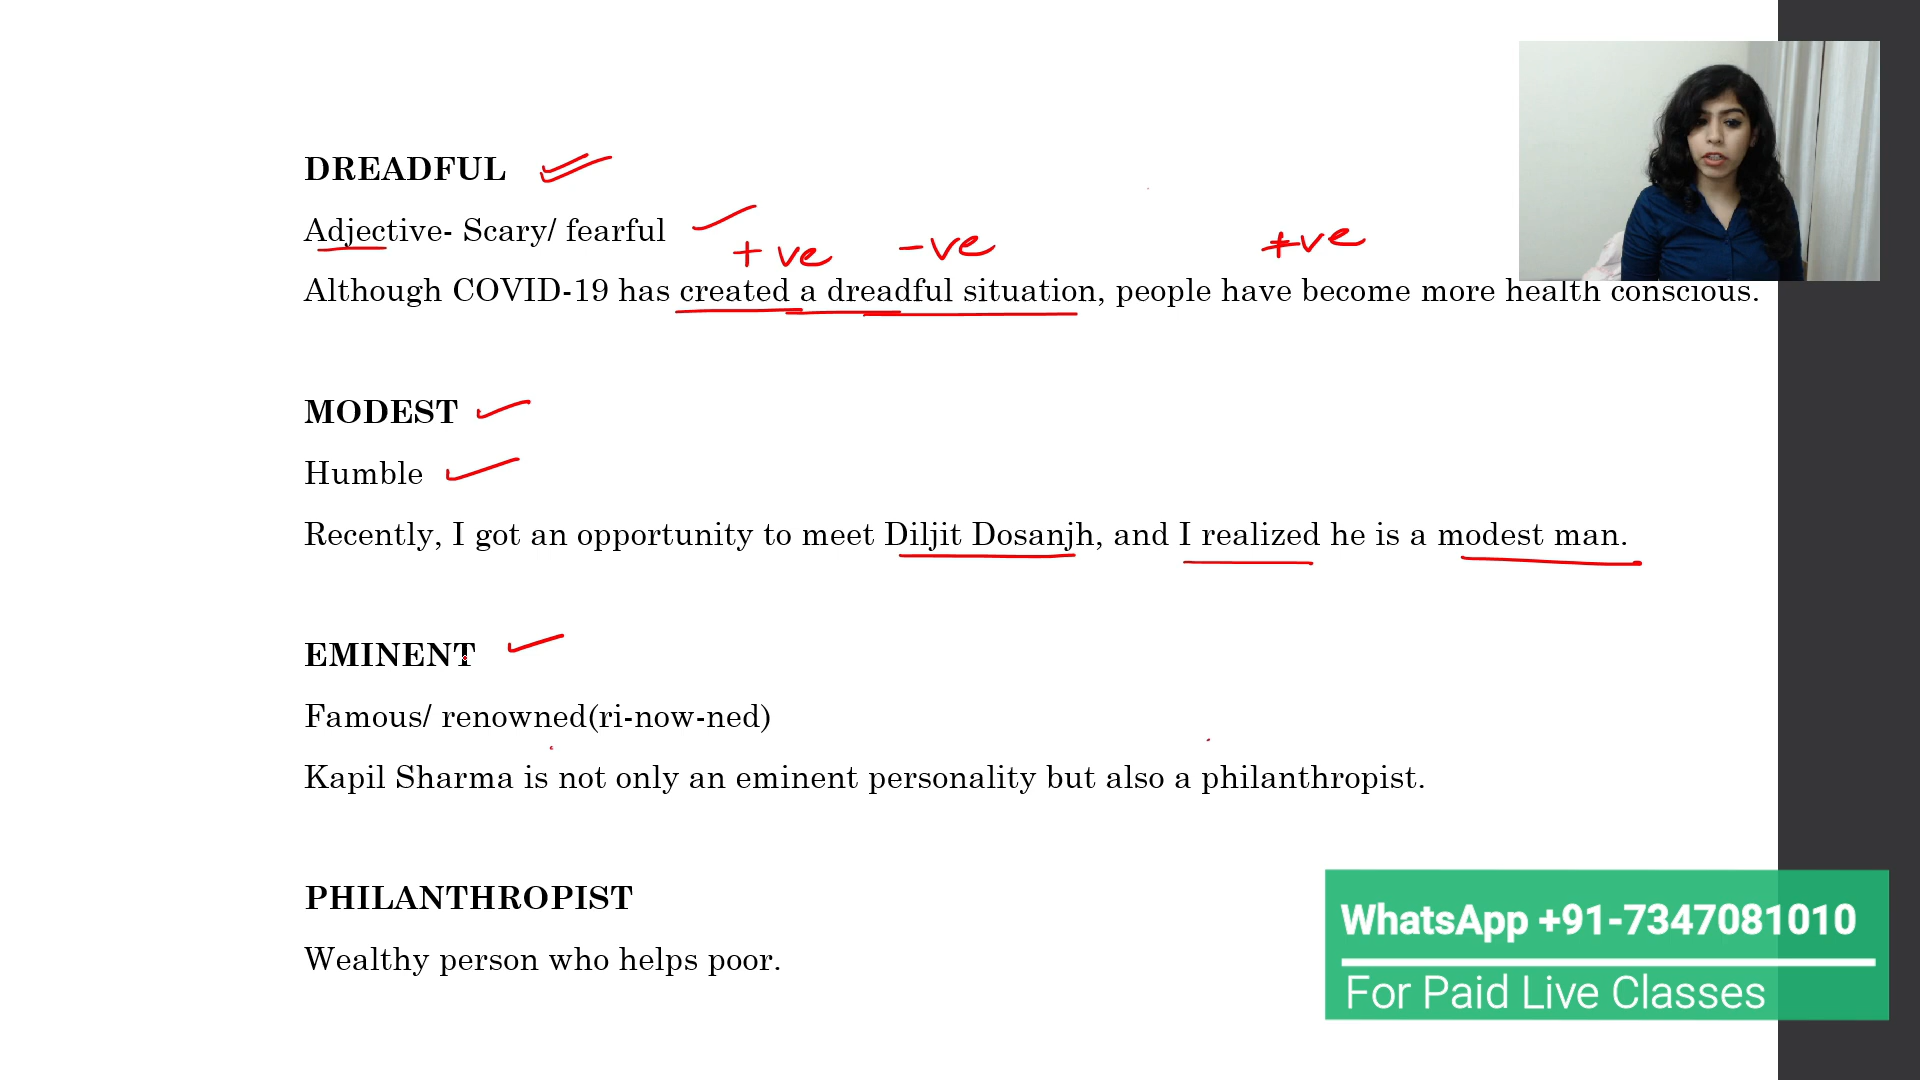 DREADFUL
Adjective- Scary/ fearful
+ve -ve +ve
Although COVID-19 has created a dreadful situation, people have become more health conscious.
MODEST
Humble
Recently, I got an opportunity to meet Diljit Dosanjh, and I realized he is a modest man.
EMINENT
Famous/ renowned(ri-now-ned)
Kapil Sharma is not only an eminent personality but also a philanthropist.
PHILANTHROPIST
Wealthy person who helps poor.
WhatsApp +91-7347081010
For Paid Live Classes